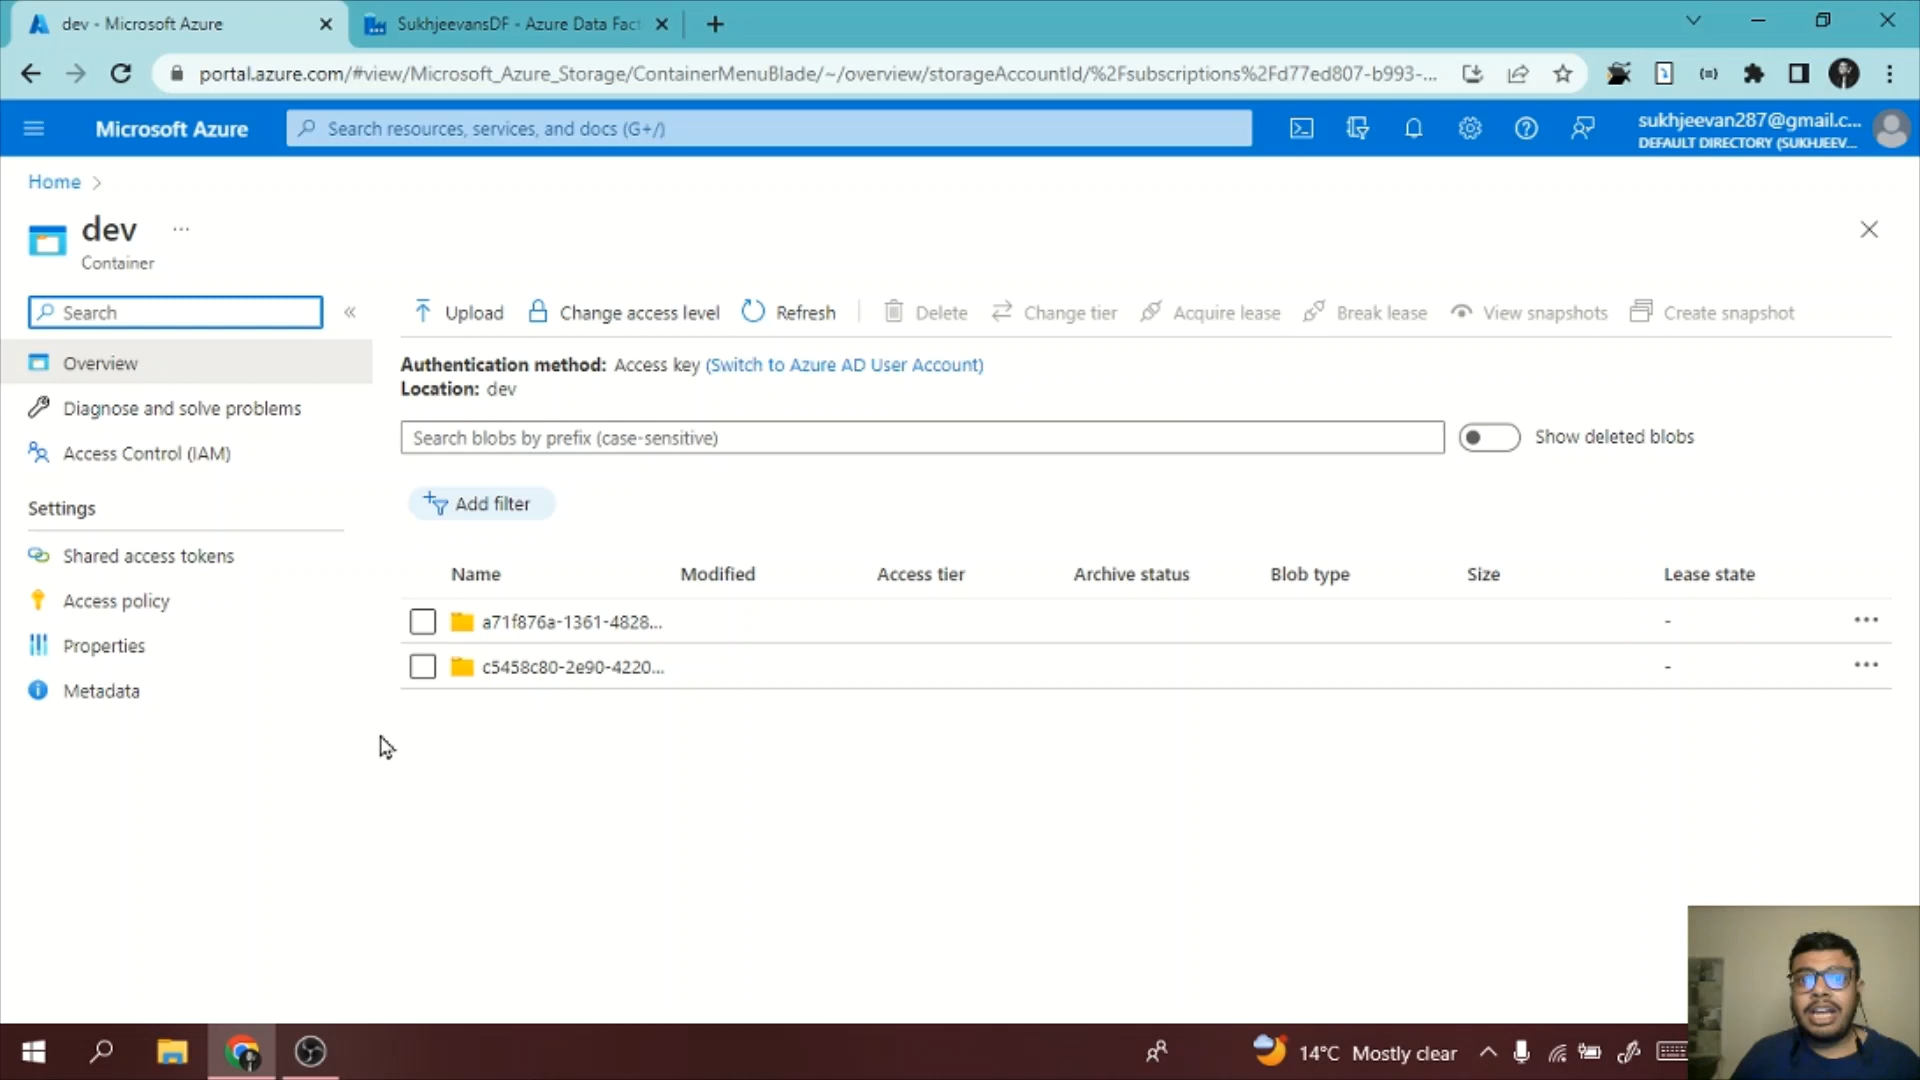 dev - Microsoft Azure
SukhjeevansDF - Azure Data Fact
portal.azure.com/#view/Microsoft_Azure_Storage/ContainerMenuBlade/~/overview/storageAccountId/%2Fsubscriptions%2Fd77ed807-b993-...
Microsoft Azure
Search resources, services, and docs (G+/)
sukhjeevan287@gmail.c...
DEFAULT DIRECTORY (SUKHJEEV...
Home
dev ...
Container
Search
Upload
Change access level
Refresh
Delete
Change tier
Acquire lease
Break lease
View snapshots
Create snapshot
Overview
Diagnose and solve problems
Access Control (IAM)
Settings
Shared access tokens
Access policy
Properties
Metadata
Authentication method: Access key (Switch to Azure AD User Account)
Location: dev
Search blobs by prefix (case-sensitive)
Show deleted blobs
Add filter
Name Modified Access tier Archive status Blob type Size Lease state
a71f876a-1361-4828... - ...
c5458c80-2e90-4220... - ...
14°C Mostly clear